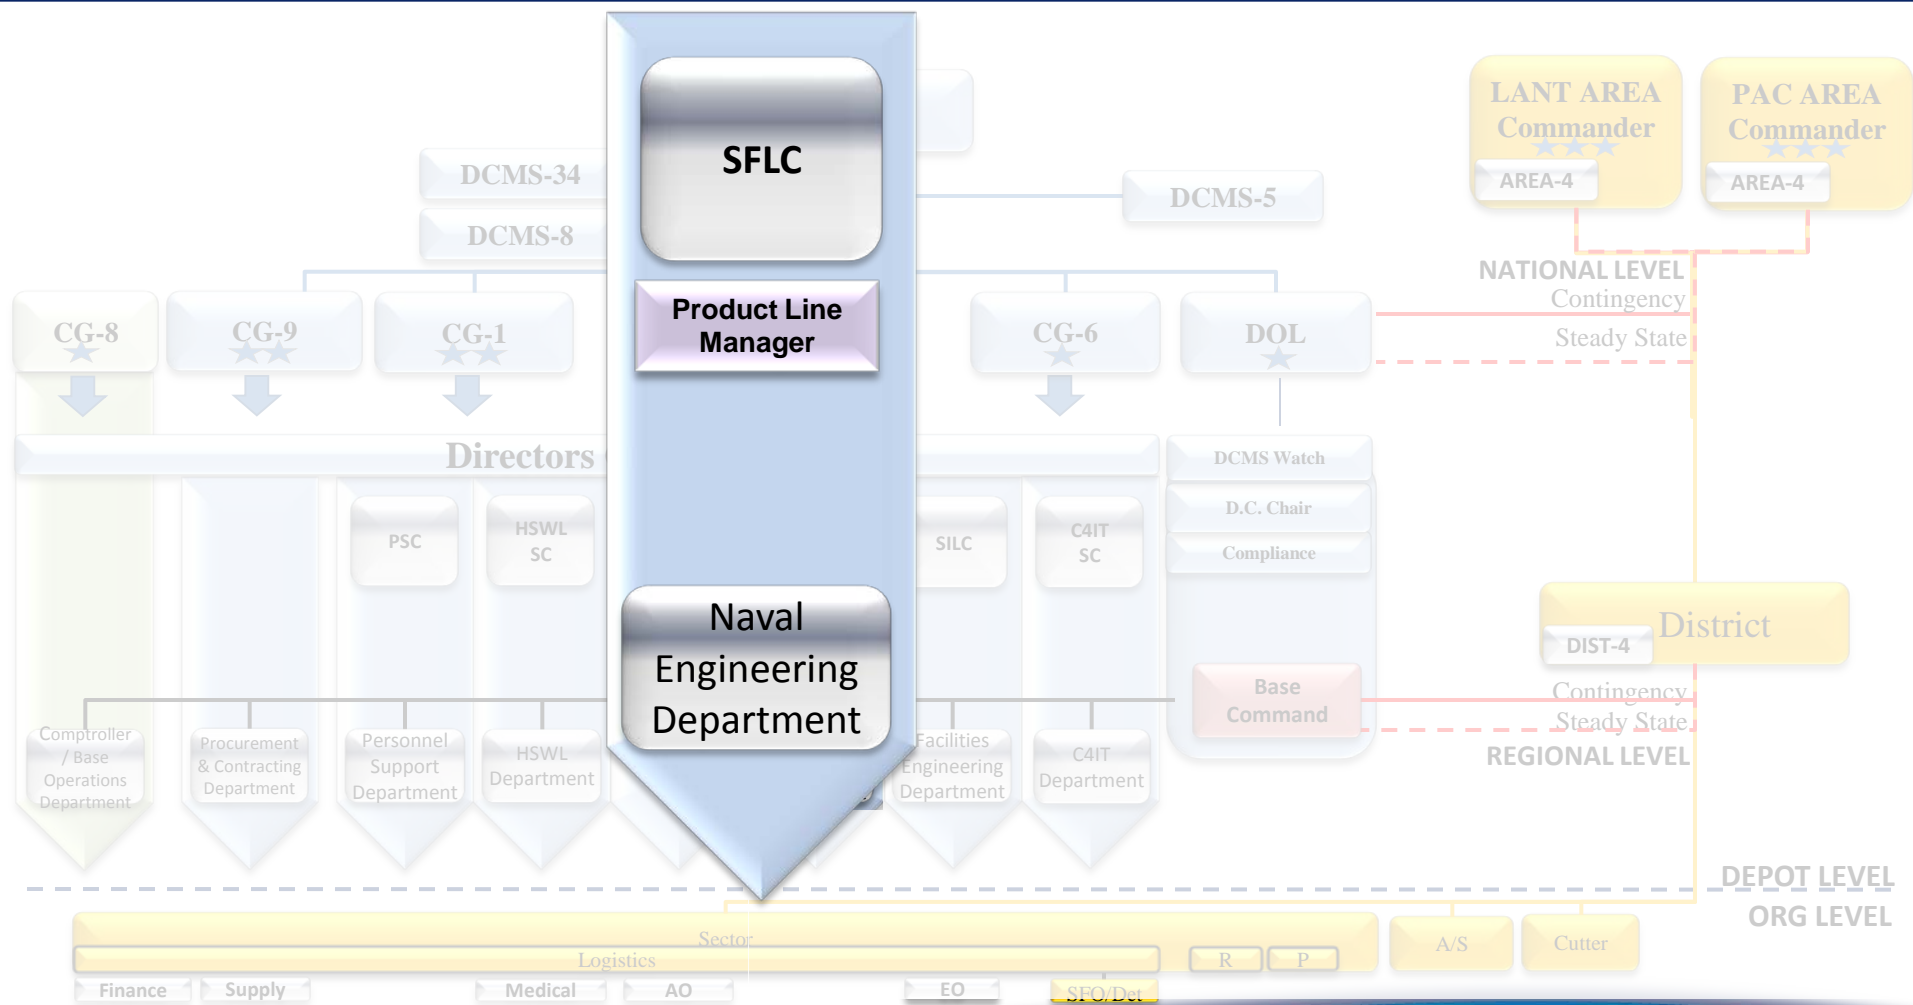 SFLC
Product Line
Manager
Naval
Engineering
Department
LANT AREA
Commander
AREA-4
PAC AREA
Commander
AREA-4
DCMS-34
DCMS-8
DCMS-5
NATIONAL LEVEL
Contingency
Steady State
CG-8
CG-9
CG-1
CG-6
DOL
Directors
DCMS Watch
D.C. Chair
Compliance
PSC
HSWL
SC
SILC
C4IT
SC
District
DIST-4
Base
Command
Contingency
Steady State
REGIONAL LEVEL
Comptroller
/ Base
Operations
Department
Procurement
& Contracting
Department
Personnel
Support
Department
HSWL
Department
Facilities
Engineering
Department
C4IT
Department
DEPOT LEVEL
ORG LEVEL
Sector
Logistics
R
P
A/S
Cutter
Finance
Supply
Medical
AO
EO
SFO/Det